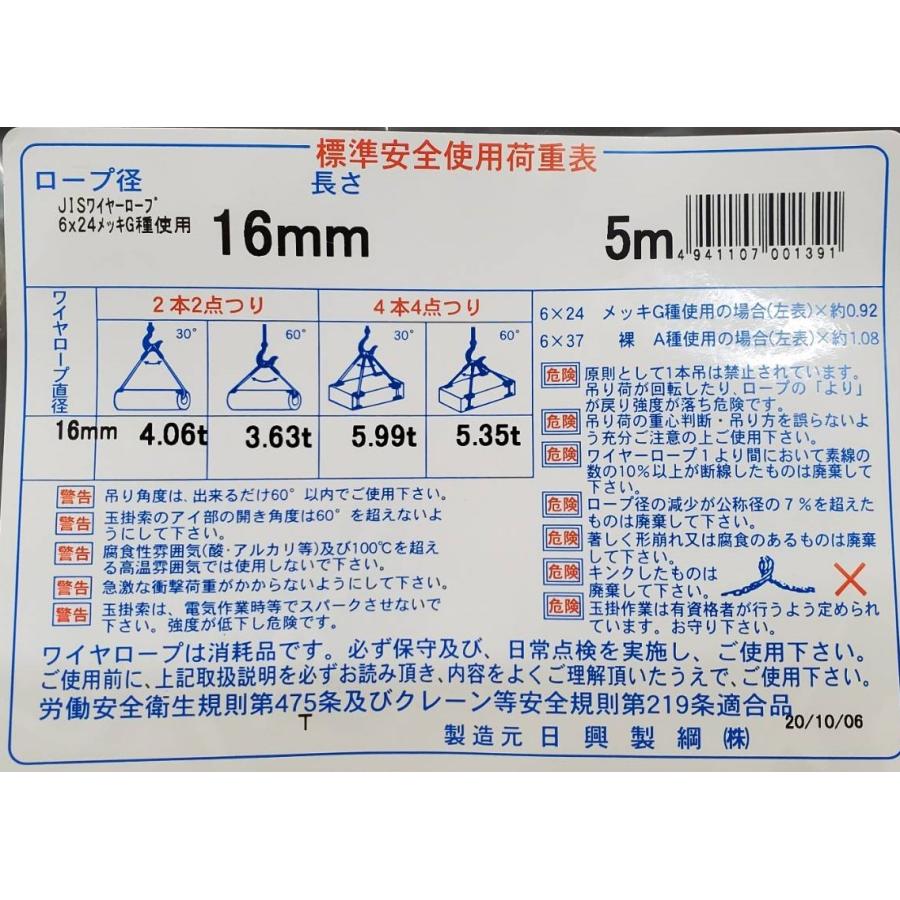 標準安全使用荷重表
ロープ径
長さ
JISワイヤーロープ
6x24メッキG種使用
16mm
5m
4 941107 001391
ワイヤロープ直径
2本2点つり
4本4点つり
30°
60°
30°
60°
16mm
4.06t
3.63t
5.99t
5.35t
6×24 メッキG種使用の場合(左表)×約0.92
6×37 裸 A種使用の場合(左表)×約1.08
危険 原則として1本吊は禁止されています。
吊り荷が回転したり、ロープの「より」
が戻り強度が落ち危険です。
危険 吊り荷の重心判断・吊り方を誤らないよ
う充分ご注意の上ご使用下さい。
危険 ワイヤーロープ1より間において素線の
数の10%以上が断線したものは廃棄して
下さい。
危険 ロープ径の減少が公称径の7%を超えた
ものは廃棄して下さい。
危険 著しく形崩れ又は腐食のあるものは廃棄
して下さい。
危険 キンクしたものは
廃棄して下さい。
危険 玉掛作業は有資格者が行うよう定められ
ています。お守り下さい。
警告 吊り角度は、出来るだけ60°以内でご使用下さい。
警告 玉掛索のアイ部の開き角度は60°を超えないよ
うにして下さい。
警告 腐食性雰囲気(酸・アルカリ等)及び100℃を超え
る高温雰囲気では使用しないで下さい。
警告 急激な衝撃荷重がかからないようにして下さい。
警告 玉掛索は、電気作業時等でスパークさせないで
下さい。強度が低下し危険です。
ワイヤロープは消耗品です。必ず保守及び、日常点検を実施し、ご使用下さい。
ご使用前に、上記取扱説明を必ずお読み頂き、内容をよくご理解頂いたうえで、ご使用下さい。
労働安全衛生規則第475条及びクレーン等安全規則第219条適合品
T
20/10/06
製造元 日興製綱㈱